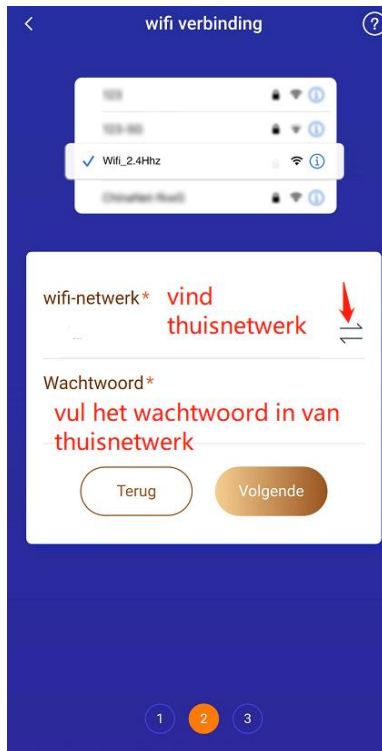 wifi verbinding
?
Wifi_2.4Hhz
wifi-netwerk*
vind
thuisnetwerk
...
Wachtwoord*
vul het wachtwoord in van
thuisnetwerk
Terug
Volgende
1 2 3